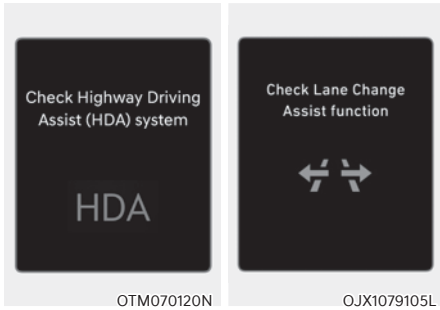 Check Highway Driving
Assist (HDA) system
HDA
OTM070120N
Check Lane Change
Assist function
OJX1079105L